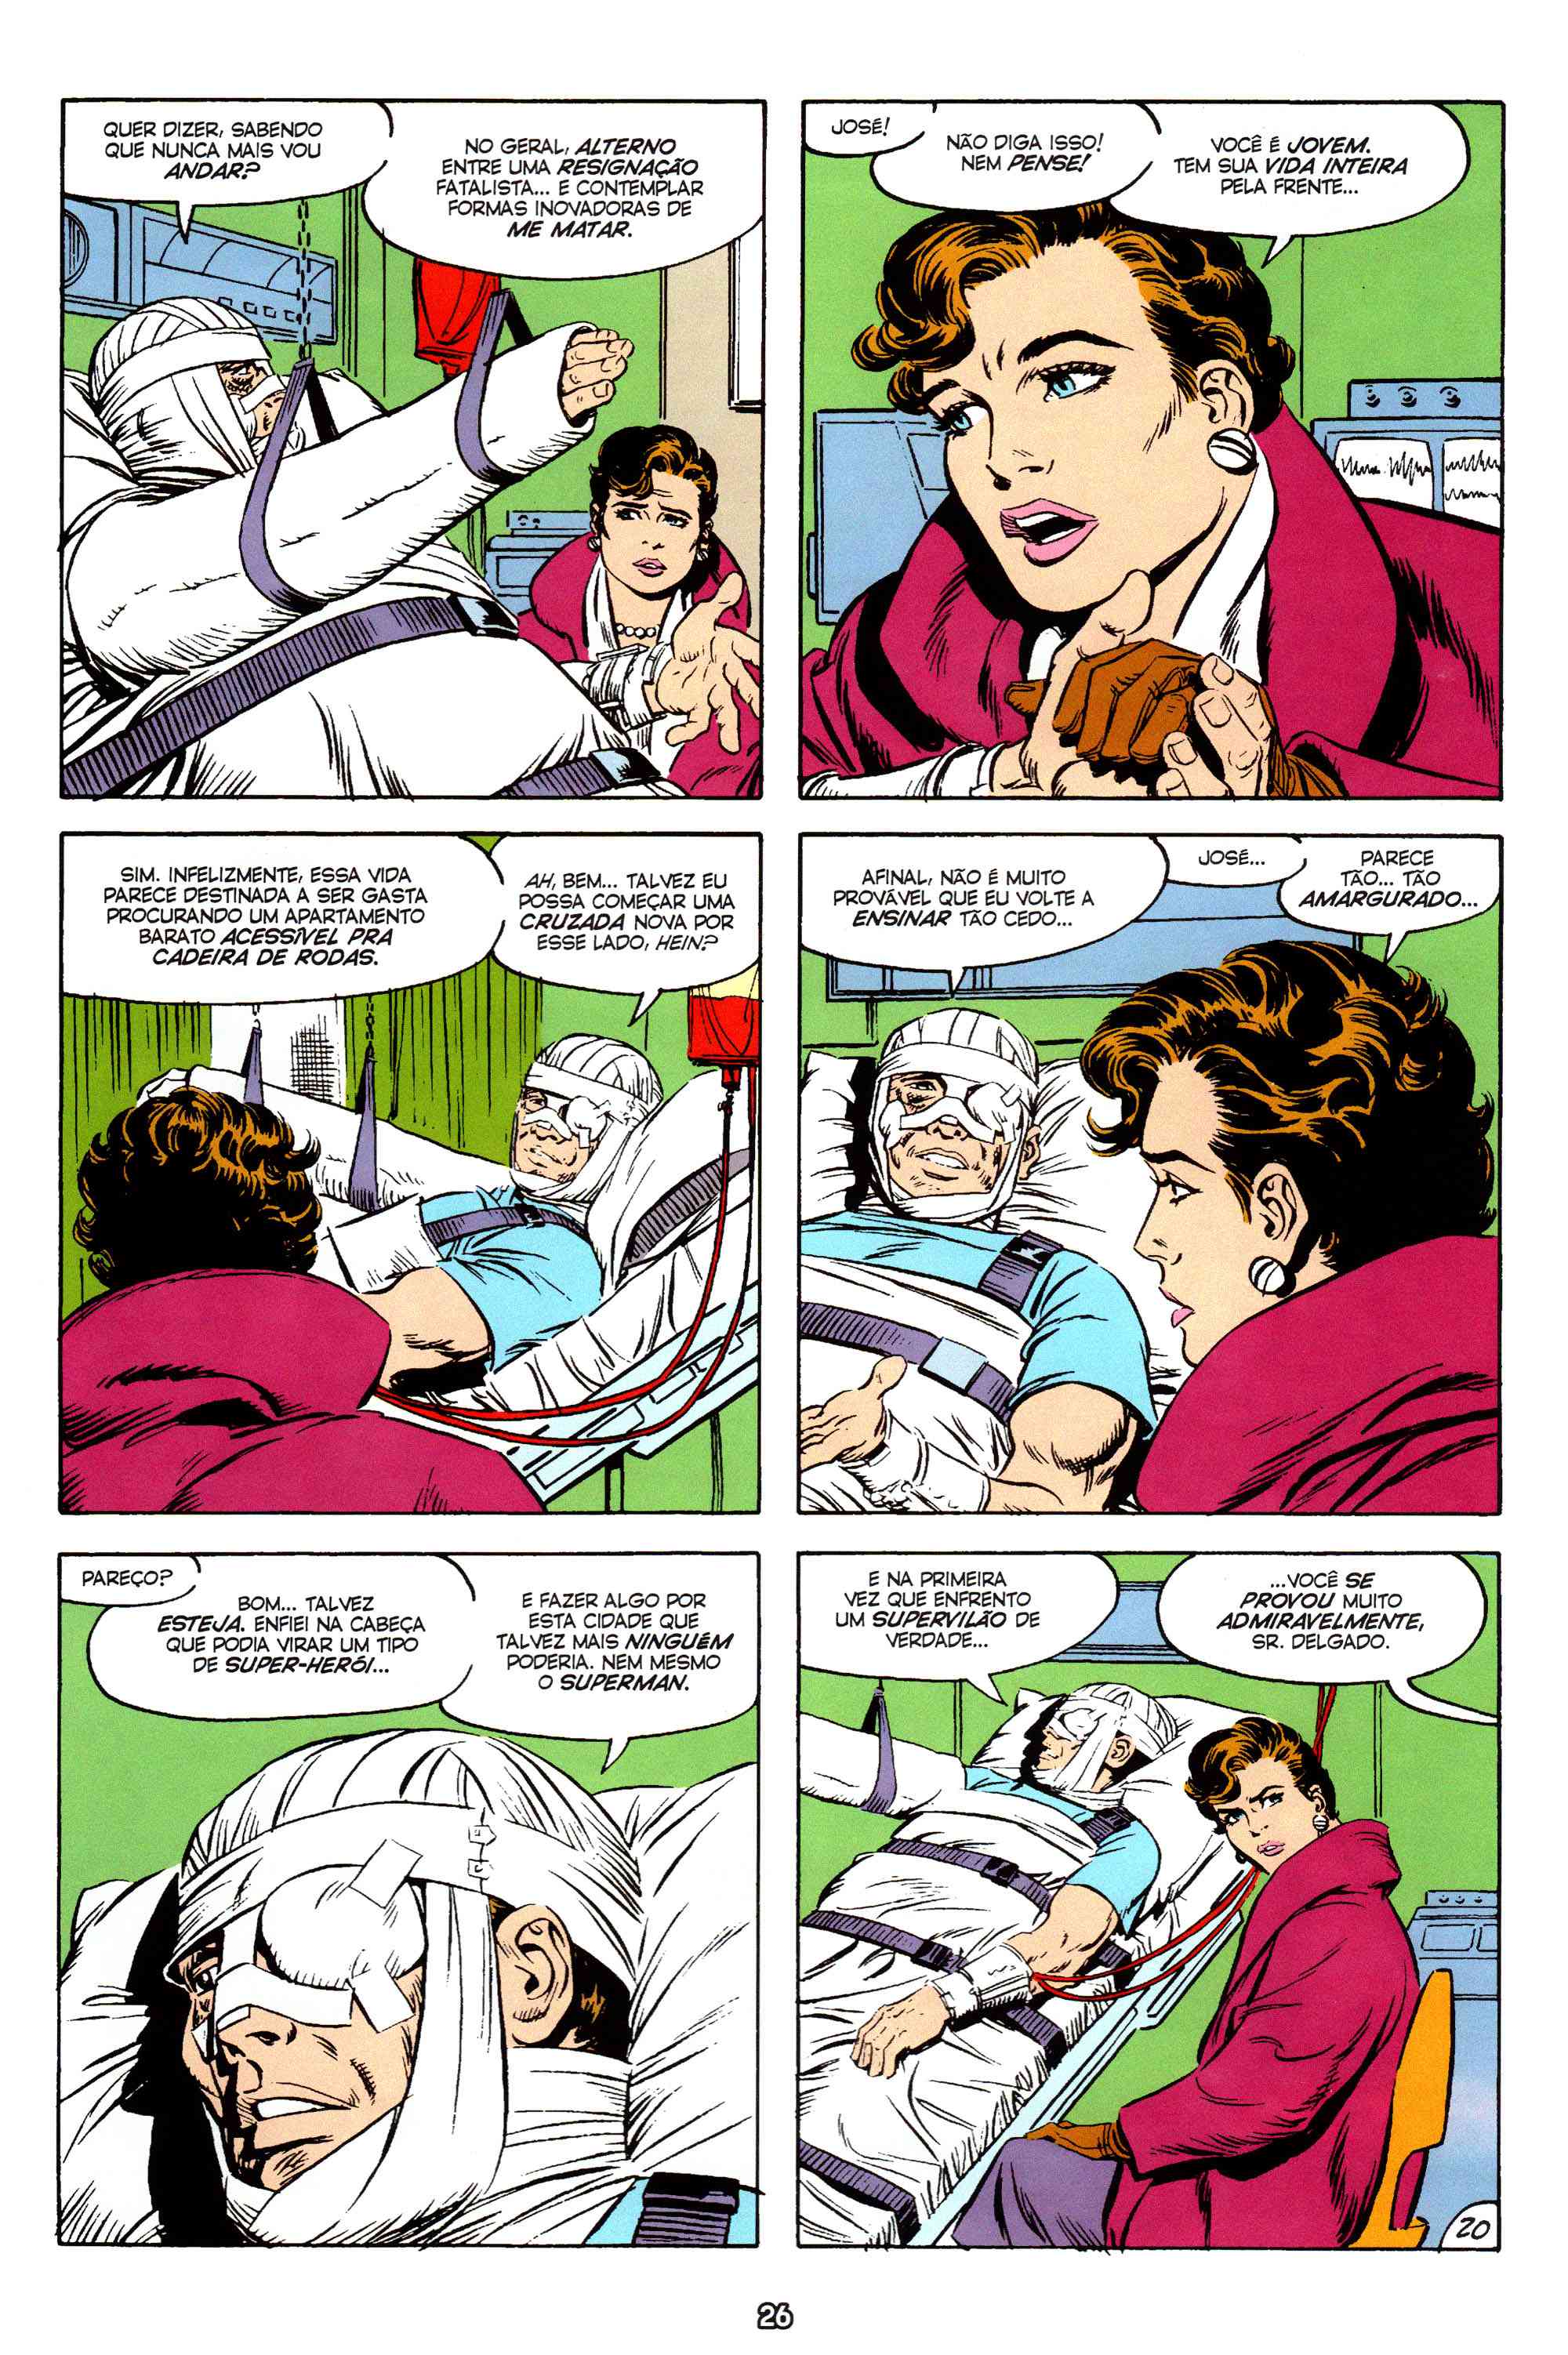 QUER DIZER, SABENDO
QUE NUNCA MAIS VOU
ANDAR?
NO GERAL, ALTERNO
ENTRE UMA RESIGNAÇÃO
FATALISTA... E CONTEMPLAR
FORMAS INOVADORAS DE
ME MATAR.
JOSÉ!
NÃO DIGA ISSO!
NEM PENSE!
VOCÊ É JOVEM.
TEM SUA VIDA INTEIRA
PELA FRENTE...
SIM. INFELIZMENTE, ESSA VIDA
PARECE DESTINADA A SER GASTA
PROCURANDO UM APARTAMENTO
BARATO ACESSÍVEL PRA
CADEIRA DE RODAS.
AH, BEM... TALVEZ EU
POSSA COMEÇAR UMA
CRUZADA NOVA POR
ESSE LADO, HEIN?
AFINAL, NÃO É MUITO
PROVÁVEL QUE EU VOLTE A
ENSINAR TÃO CEDO...
JOSÉ...
PARECE
TÃO... TÃO
AMARGURADO...
PAREÇO?
BOM... TALVEZ
ESTEJA. ENFIEI NA CABEÇA
QUE PODIA VIRAR UM TIPO
DE SUPER-HERÓI...
E FAZER ALGO POR
ESTA CIDADE QUE
TALVEZ MAIS NINGUÉM
PODERIA. NEM MESMO
O SUPERMAN.
E NA PRIMEIRA
VEZ QUE ENFRENTO
UM SUPERVILÃO DE
VERDADE...
...VOCÊ SE
PROVOU MUITO
ADMIRAVELMENTE,
SR. DELGADO.
20
26